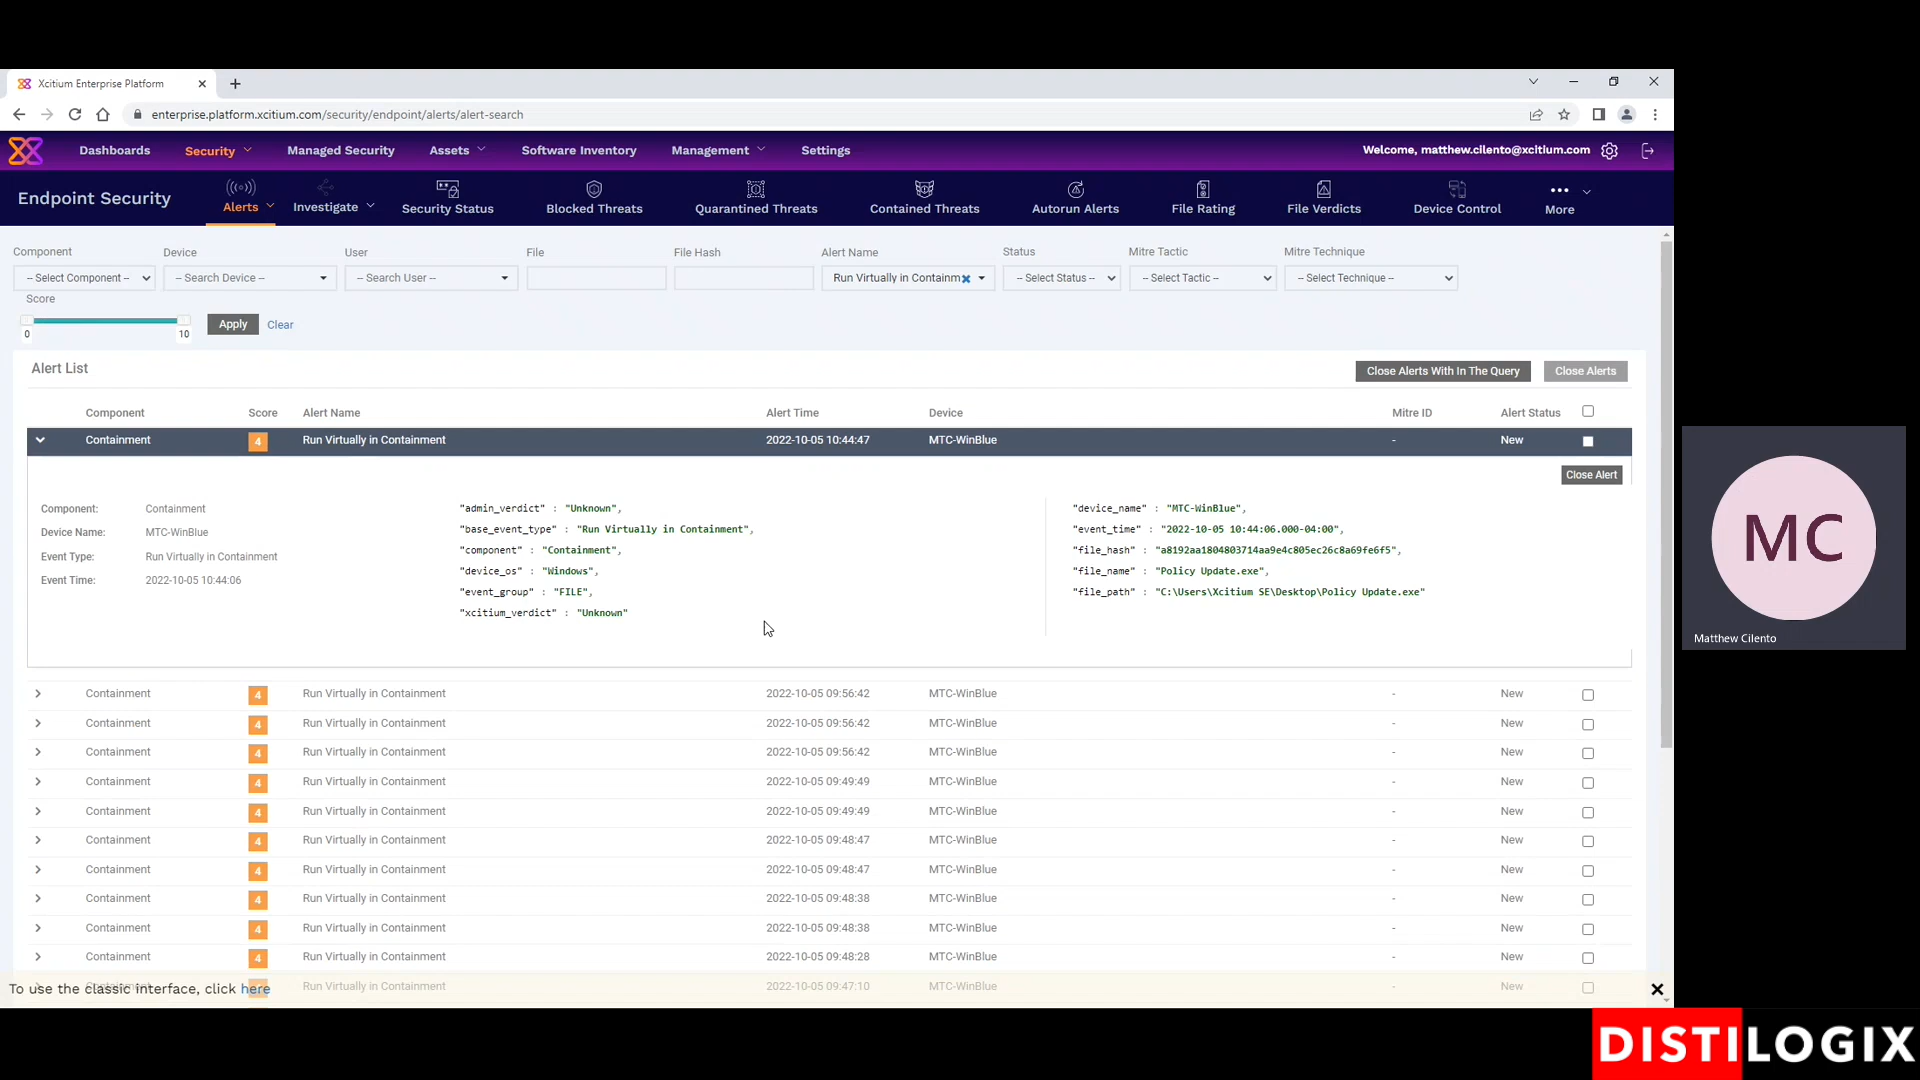 Xcitium Enterprise Platform
enterprise.platform.xcitium.com/security/endpoint/alerts/alert-search
Dashboards Security Managed Security Assets Software Inventory Management Settings Welcome, matthew.cilento@xcitium.com
Endpoint Security Alerts Investigate Security Status Blocked Threats Quarantined Threats Contained Threats Autorun Alerts File Rating File Verdicts Device Control More
Component Device User File File Hash Alert Name Status Mitre Tactic Mitre Technique
-- Select Component -- -- Search Device -- -- Search User -- Run Virtually in Containm -- Select Status -- -- Select Tactic -- -- Select Technique --
Score
0 10 Apply Clear
Alert List Close Alerts With In The Query Close Alerts
Component Score Alert Name Alert Time Device Mitre ID Alert Status
Containment 4 Run Virtually in Containment 2022-10-05 10:44:47 MTC-WinBlue - New
Close Alert
Component: Containment "admin_verdict" : "Unknown", "device_name" : "MTC-WinBlue",
Device Name: MTC-WinBlue "base_event_type" : "Run Virtually in Containment", "event_time" : "2022-10-05 10:44:06.000-04:00",
Event Type: Run Virtually in Containment "component" : "Containment", "file_hash" : "a8192aa1804803714aa9e4c805ec26c8a69fe6f5",
Event Time: 2022-10-05 10:44:06 "device_os" : "Windows", "file_name" : "Policy Update.exe",
"event_group" : "FILE", "file_path" : "C:\Users\Xcitium SE\Desktop\Policy Update.exe"
"xcitium_verdict" : "Unknown"
Containment 4 Run Virtually in Containment 2022-10-05 09:56:42 MTC-WinBlue - New
Containment 4 Run Virtually in Containment 2022-10-05 09:56:42 MTC-WinBlue - New
Containment 4 Run Virtually in Containment 2022-10-05 09:56:42 MTC-WinBlue - New
Containment 4 Run Virtually in Containment 2022-10-05 09:49:49 MTC-WinBlue - New
Containment 4 Run Virtually in Containment 2022-10-05 09:49:49 MTC-WinBlue - New
Containment 4 Run Virtually in Containment 2022-10-05 09:48:47 MTC-WinBlue - New
Containment 4 Run Virtually in Containment 2022-10-05 09:48:47 MTC-WinBlue - New
Containment 4 Run Virtually in Containment 2022-10-05 09:48:38 MTC-WinBlue - New
Containment 4 Run Virtually in Containment 2022-10-05 09:48:38 MTC-WinBlue - New
Containment 4 Run Virtually in Containment 2022-10-05 09:48:28 MTC-WinBlue - New
Containment 4 Run Virtually in Containment 2022-10-05 09:47:10 MTC-WinBlue - New
To use the classic interface, click here
MC
Matthew Cilento
DISTILOGIX